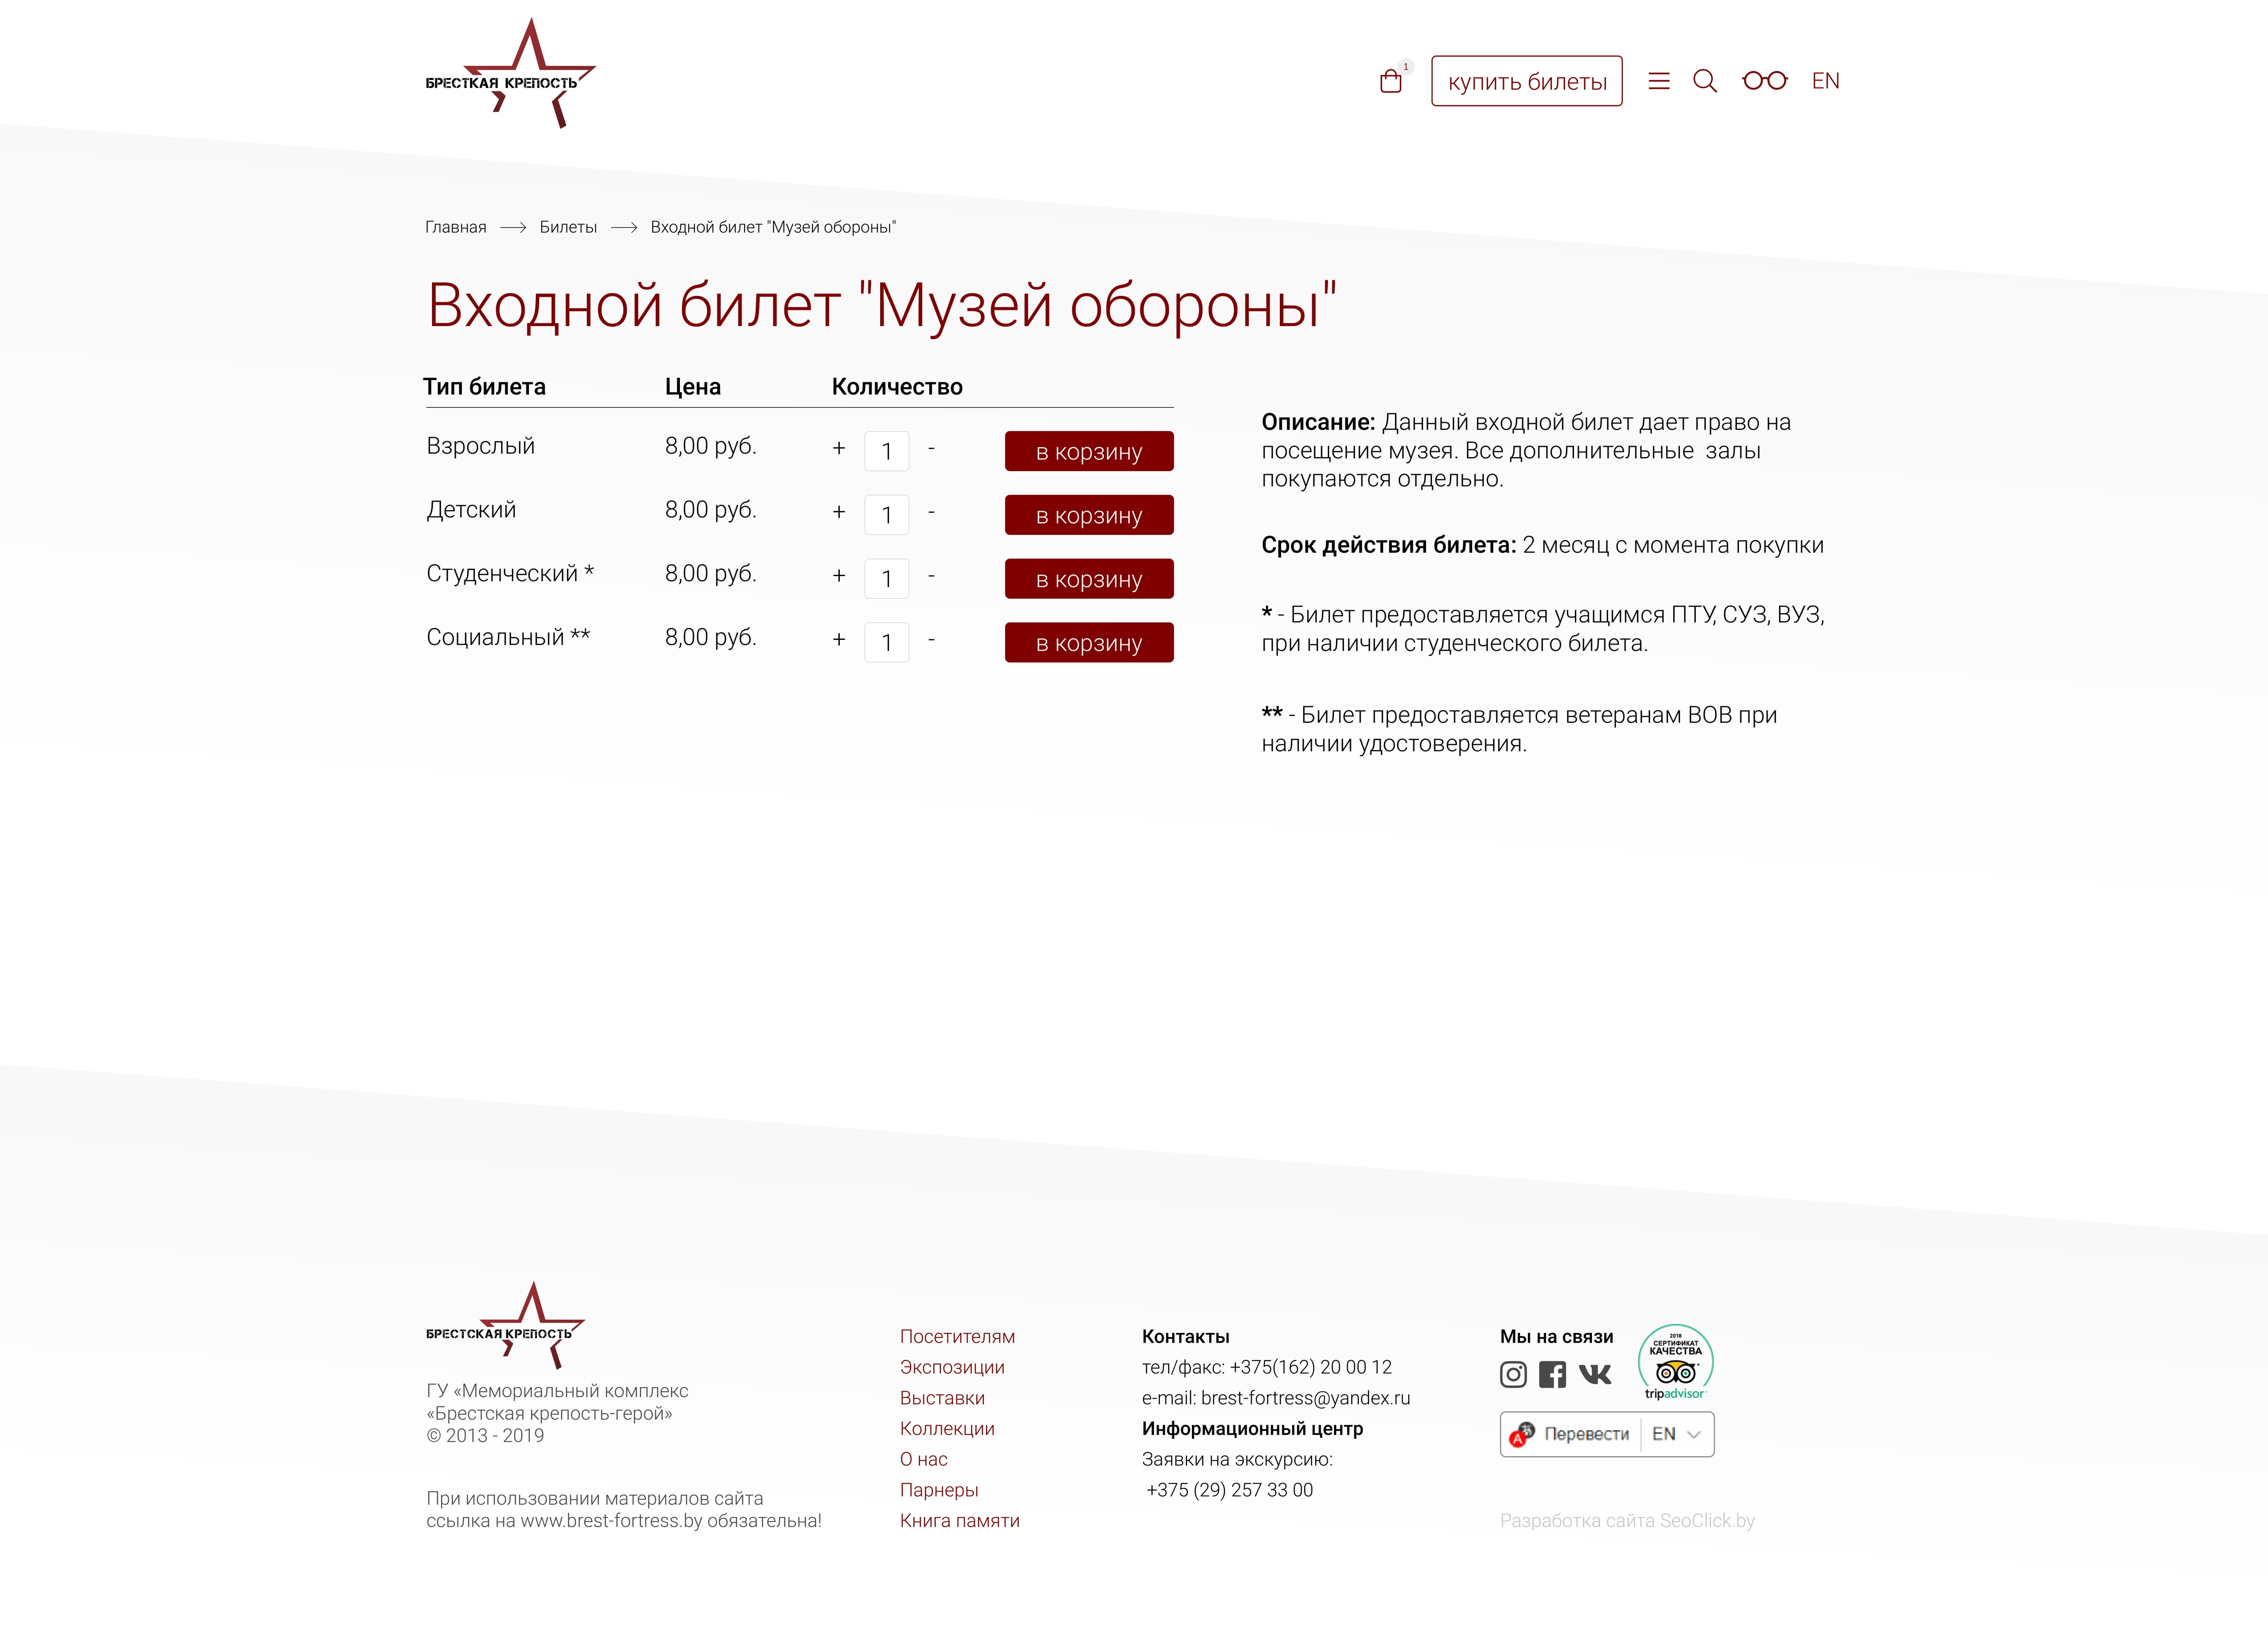 БРЕСТКАЯ КРЕПОСТЬ
1
купить билеты
EN
Главная Билеты Входной билет "Музей обороны"
Входной билет "Музей обороны"
Тип билета Цена Количество
Взрослый 8,00 руб. + 1 - в корзину
Детский 8,00 руб. + 1 - в корзину
Студенческий * 8,00 руб. + 1 - в корзину
Социальный ** 8,00 руб. + 1 - в корзину
Описание: Данный входной билет дает право на
посещение музея. Все дополнительные  залы
покупаются отдельно.
Срок действия билета: 2 месяц с момента покупки
* - Билет предоставляется учащимся ПТУ, СУЗ, ВУЗ,
при наличии студенческого билета.
** - Билет предоставляется ветеранам ВОВ при
наличии удостоверения.
БРЕСТСКАЯ КРЕПОСТЬ
ГУ «Мемориальный комплекс
«Брестская крепость-герой»
© 2013 - 2019
При использовании материалов сайта
ссылка на www.brest-fortress.by обязательна!
Посетителям
Экспозиции
Выставки
Коллекции
О нас
Парнеры
Книга памяти
Контакты
тел/факс: +375(162) 20 00 12
e-mail: brest-fortress@yandex.ru
Информационный центр
Заявки на экскурсию:
+375 (29) 257 33 00
Мы на связи
2018
СЕРТИФИКАТ
КАЧЕСТВА
tripadvisor
A Перевести EN
Разработка сайта SeoClick.by